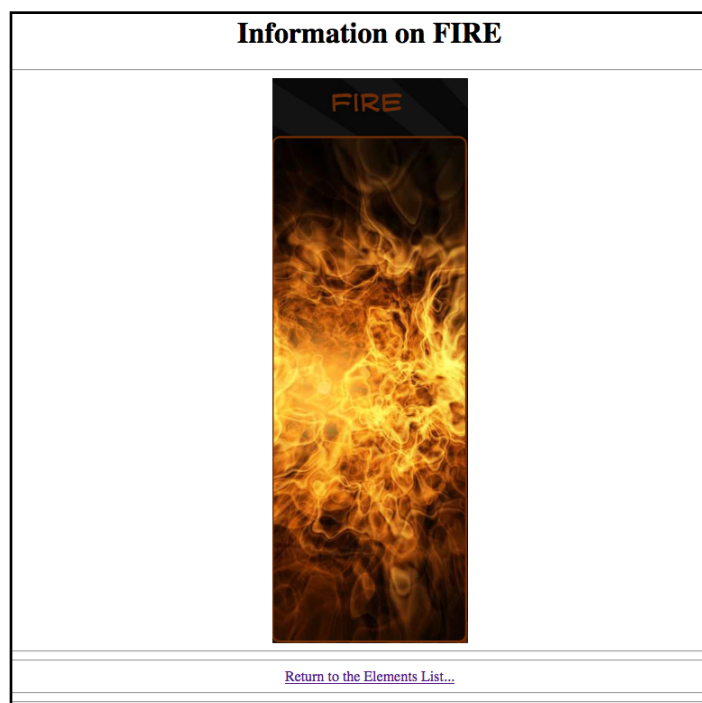 Information on FIRE
FIRE
Return to the Elements List...